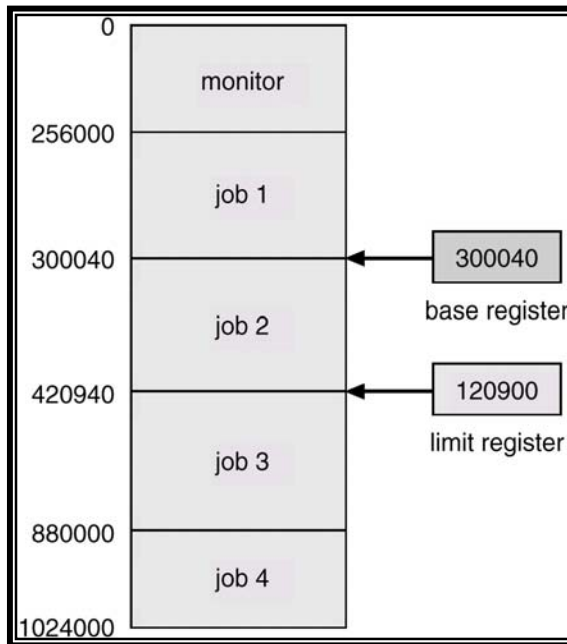 0
monitor
256000
job 1
300040
300040
base register
job 2
420940
120900
limit register
job 3
880000
job 4
1024000